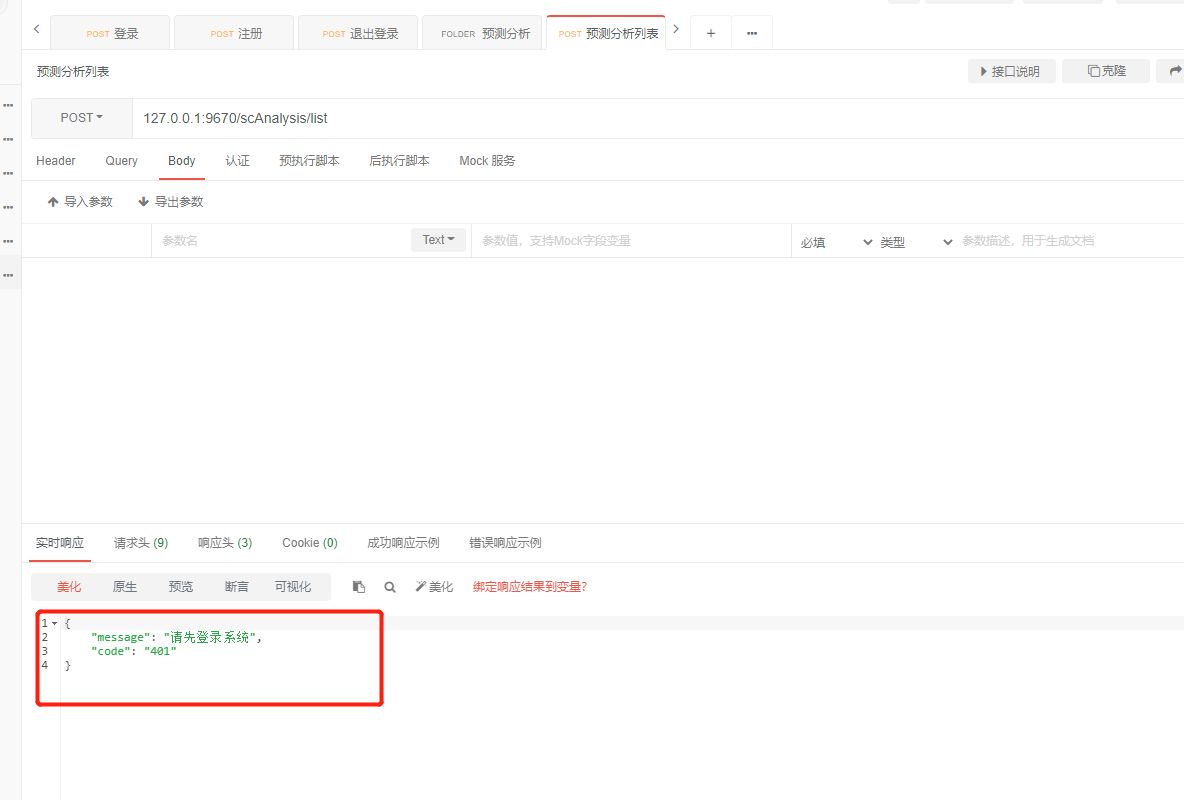 POST 登录 POST 注册 POST 退出登录 FOLDER 预测分析 POST 预测分析列表
预测分析列表 接口说明 克隆
POST 127.0.0.1:9670/scAnalysis/list
Header Query Body 认证 预执行脚本 后执行脚本 Mock 服务
导入参数 导出参数
参数名 Text 参数值，支持Mock字段变量 必填 类型 参数描述，用于生成文档
实时响应 请求头 (9) 响应头 (3) Cookie (0) 成功响应示例 错误响应示例
美化 原生 预览 断言 可视化 美化 绑定响应结果到变量?
1 {
2 "message": "请先登录系统",
3 "code": "401"
4 }